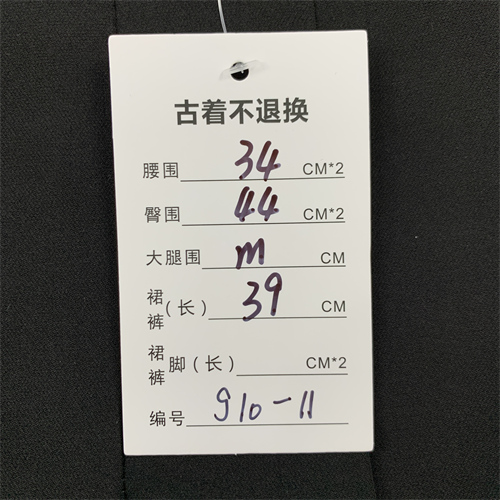 古着不退换
腰围 34 CM*2
臀围 44 CM*2
大腿围 m CM
裙裤(长) 39 CM
裙裤脚(长) CM*2
编号 910-11